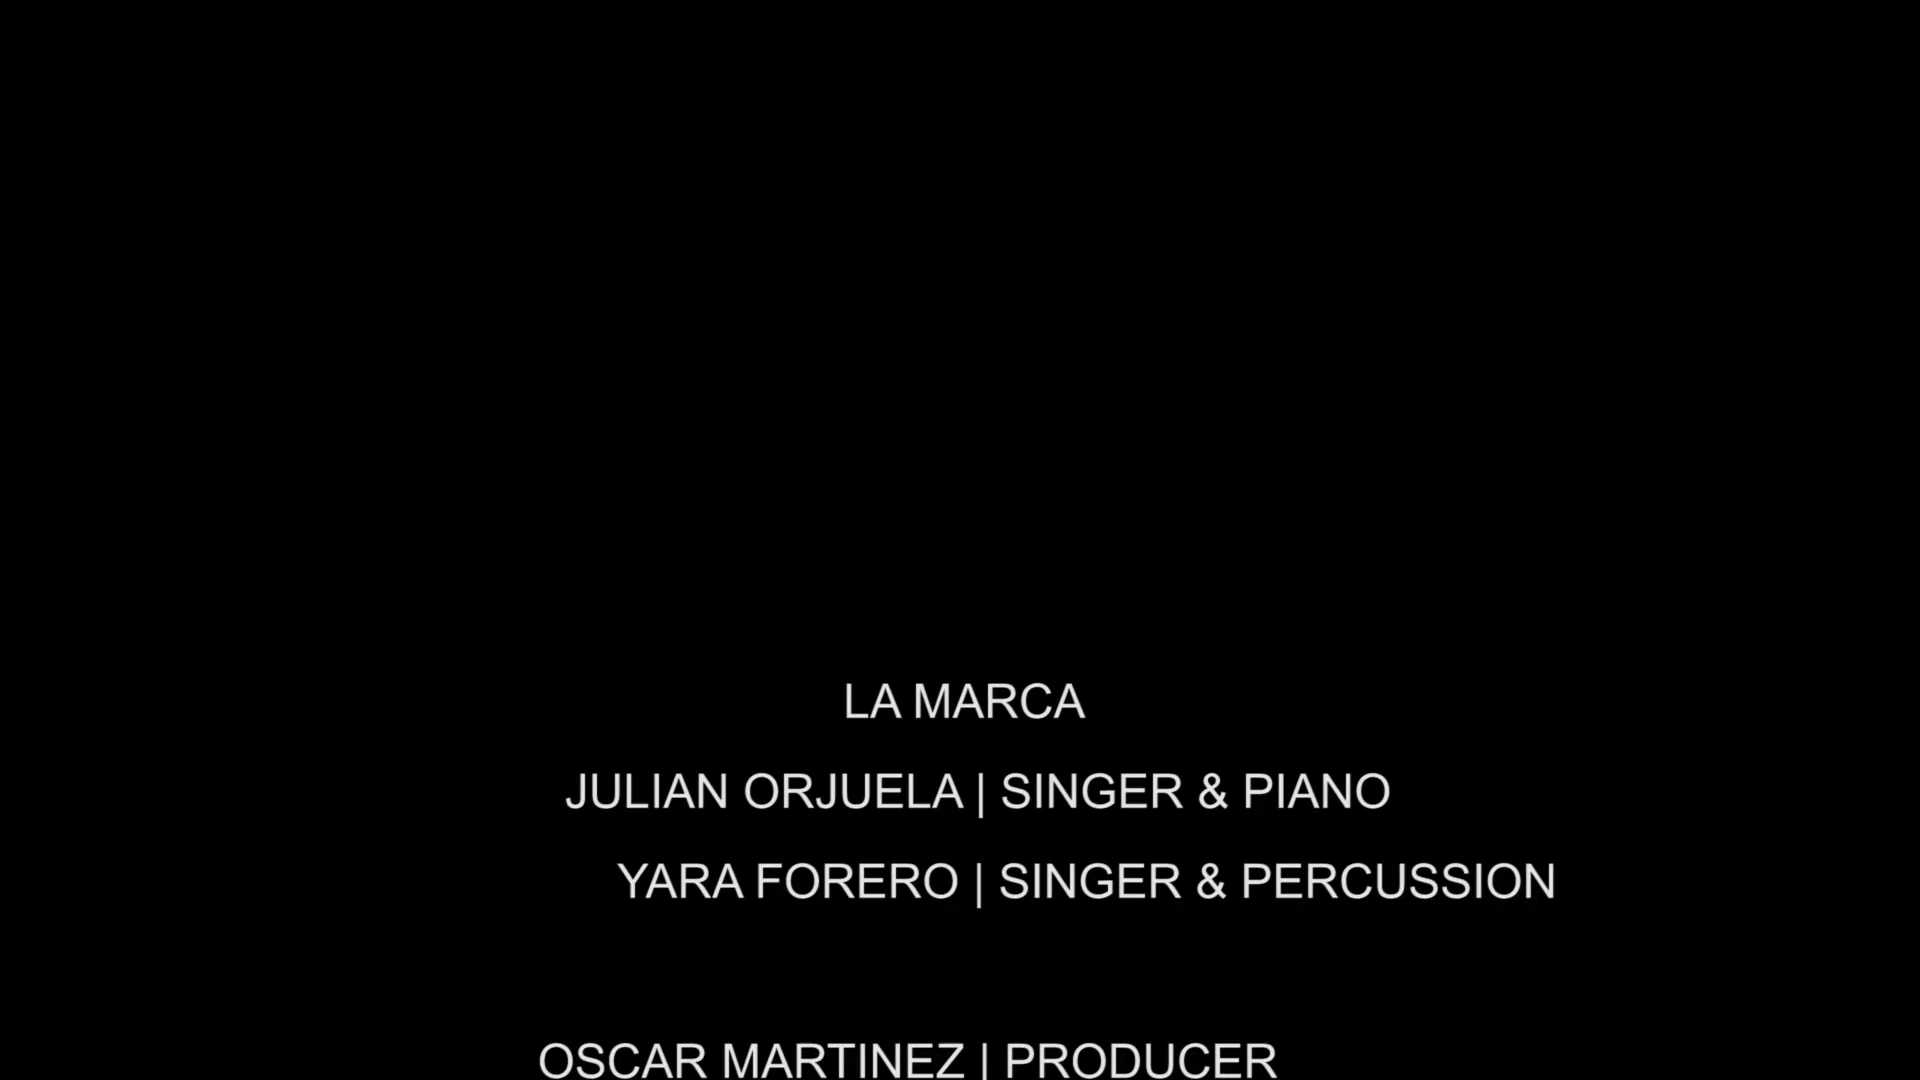 LA MARCA
JULIAN ORJUELA | SINGER & PIANO
YARA FORERO | SINGER & PERCUSSION
OSCAR MARTINEZ | PRODUCER